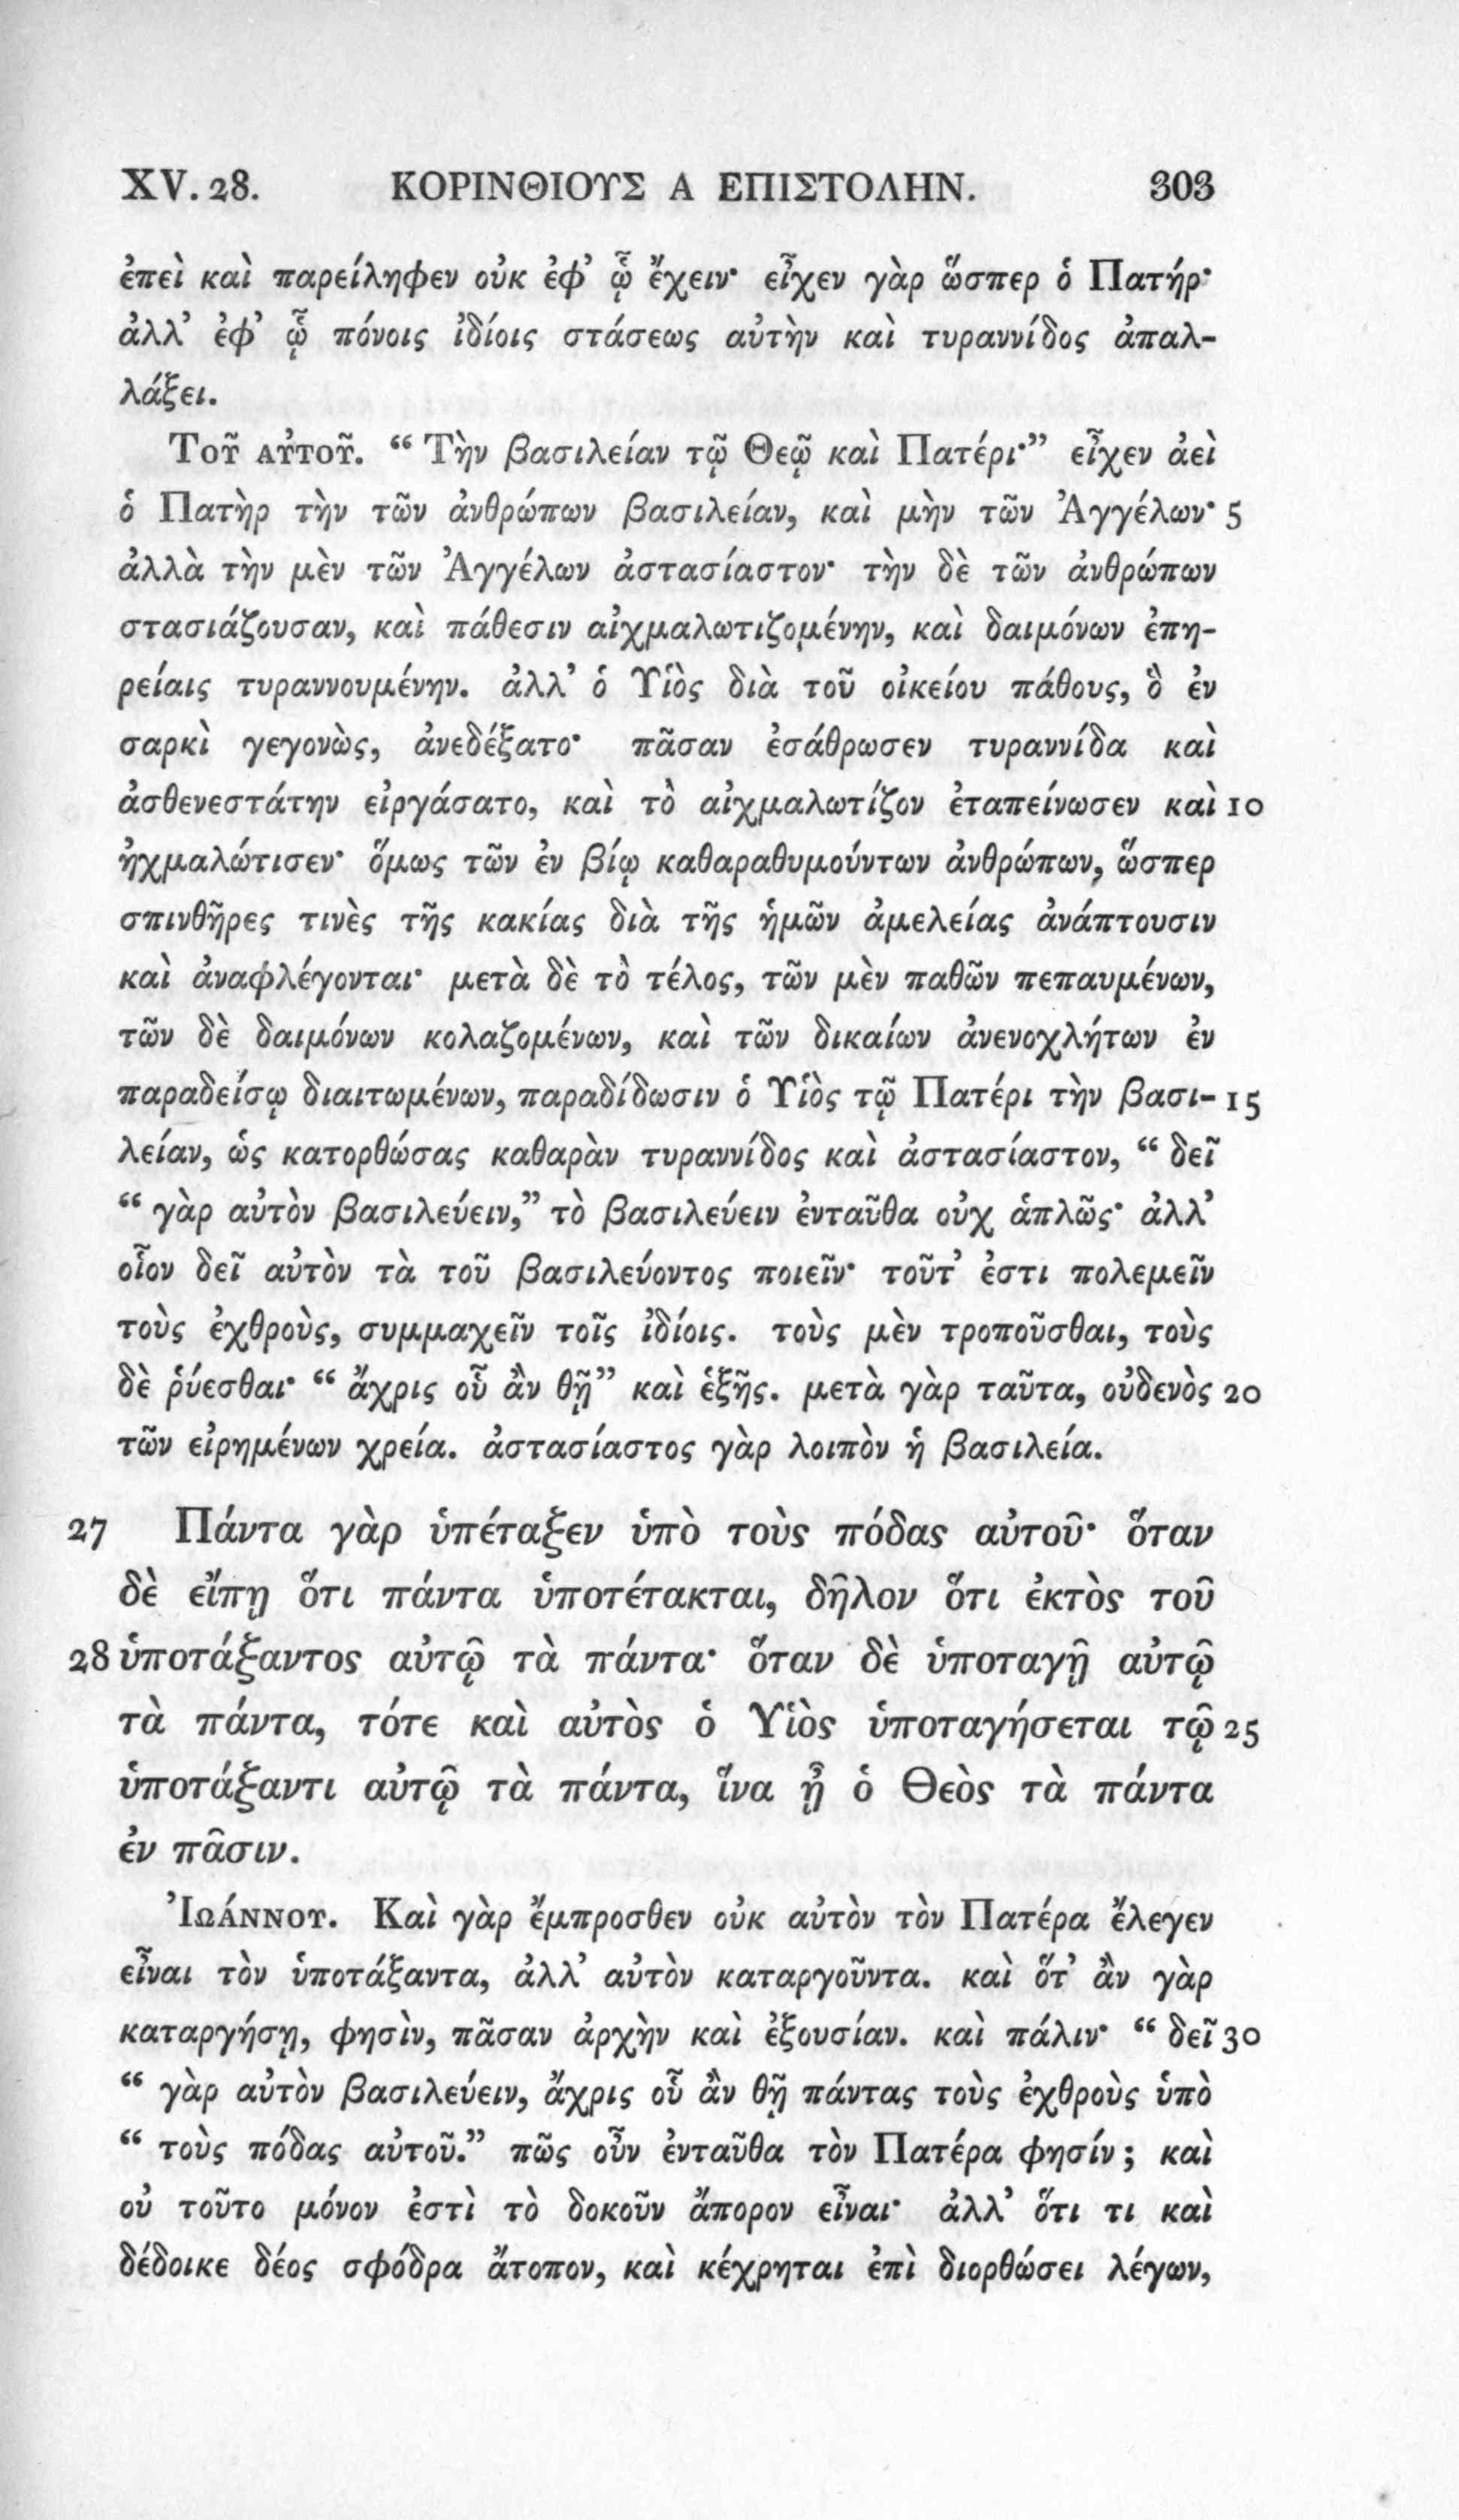 XV. 28. ΚΟΡΙΝΘΙΟΥΣ Α ΕΠΙΣΤΟΛΗΝ. 303
ἐπεὶ καὶ παρείληφεν οὐκ ἐφ’ ᾧ ἔχειν· εἶχεν γὰρ ὥσπερ ὁ Πατήρ·
ἀλλ’ ἐφ’ ᾧ πόνοις ἰδίοις στάσεως αὐτὴν καὶ τυραννίδος ἀπαλ-
λάξει.
Τοῦ αὐτοῦ. “ Τὴν βασιλείαν τῷ Θεῷ καὶ Πατέρι·” εἶχεν ἀεὶ
ὁ Πατὴρ τὴν τῶν ἀνθρώπων βασιλείαν, καὶ μὴν τῶν Ἀγγέλων· 5
ἀλλὰ τὴν μὲν τῶν Ἀγγέλων ἀστασίαστον· τὴν δὲ τῶν ἀνθρώπων
στασιάζουσαν, καὶ πάθεσιν αἰχμαλωτιζομένην, καὶ δαιμόνων ἐπη-
ρείαις τυραννουμένην. ἀλλ’ ὁ Υἱὸς διὰ τοῦ οἰκείου πάθους, ὃ ἐν
σαρκὶ γεγονὼς, ἀνεδέξατο· πᾶσαν ἐσάθρωσεν τυραννίδα καὶ
ἀσθενεστάτην εἰργάσατο, καὶ τὸ αἰχμαλωτίζον ἐταπείνωσεν καὶ 10
ᾐχμαλώτισεν· ὅμως τῶν ἐν βίῳ καθαραθυμούντων ἀνθρώπων, ὥσπερ
σπινθῆρες τινὲς τῆς κακίας διὰ τῆς ἡμῶν ἀμελείας ἀνάπτουσιν
καὶ ἀναφλέγονται· μετὰ δὲ τὸ τέλος, τῶν μὲν παθῶν πεπαυμένων,
τῶν δὲ δαιμόνων κολαζομένων, καὶ τῶν δικαίων ἀνενοχλήτων ἐν
παραδείσῳ διαιτωμένων, παραδίδωσιν ὁ Υἱὸς τῷ Πατέρι τὴν βασι- 15
λείαν, ὡς κατορθώσας καθαρὰν τυραννίδος καὶ ἀστασίαστον, “ δεῖ
“ γὰρ αὐτὸν βασιλεύειν,” τὸ βασιλεύειν ἐνταῦθα οὐχ ἁπλῶς· ἀλλ’
οἷον δεῖ αὐτὸν τὰ τοῦ βασιλεύοντος ποιεῖν· τοῦτ’ ἐστι πολεμεῖν
τοὺς ἐχθροὺς, συμμαχεῖν τοῖς ἰδίοις. τοὺς μὲν τροποῦσθαι, τοὺς
δὲ ῥύεσθαι· “ ἄχρις οὗ ἂν θῇ” καὶ ἑξῆς. μετὰ γὰρ ταῦτα, οὐδενὸς 20
τῶν εἰρημένων χρεία. ἀστασίαστος γὰρ λοιπὸν ἡ βασιλεία.
27 Πάντα γὰρ ὑπέταξεν ὑπὸ τοὺς πόδας αὐτοῦ· ὅταν
δὲ εἴπῃ ὅτι πάντα ὑποτέτακται, δῆλον ὅτι ἐκτὸς τοῦ
28 ὑποτάξαντος αὐτῷ τὰ πάντα· ὅταν δὲ ὑποταγῇ αὐτῷ
τὰ πάντα, τότε καὶ αὐτὸς ὁ Υἱὸς ὑποταγήσεται τῷ 25
ὑποτάξαντι αὐτῷ τὰ πάντα, ἵνα ᾖ ὁ Θεὸς τὰ πάντα
ἐν πᾶσιν.
Ἰωάννου. Καὶ γὰρ ἔμπροσθεν οὐκ αὐτὸν τὸν Πατέρα ἔλεγεν
εἶναι τὸν ὑποτάξαντα, ἀλλ’ αὐτὸν καταργοῦντα. καὶ ὅτ’ ἂν γὰρ
καταργήσῃ, φησὶν, πᾶσαν ἀρχὴν καὶ ἐξουσίαν. καὶ πάλιν· “ δεῖ 30
“ γὰρ αὐτὸν βασιλεύειν, ἄχρις οὗ ἂν θῇ πάντας τοὺς ἐχθροὺς ὑπὸ
“ τοὺς πόδας αὐτοῦ.” πῶς οὖν ἐνταῦθα τὸν Πατέρα φησίν; καὶ
οὐ τοῦτο μόνον ἐστὶ τὸ δοκοῦν ἄπορον εἶναι· ἀλλ’ ὅτι τι καὶ
δέδοικε δέος σφόδρα ἄτοπον, καὶ κέχρηται ἐπὶ διορθώσει λέγων,